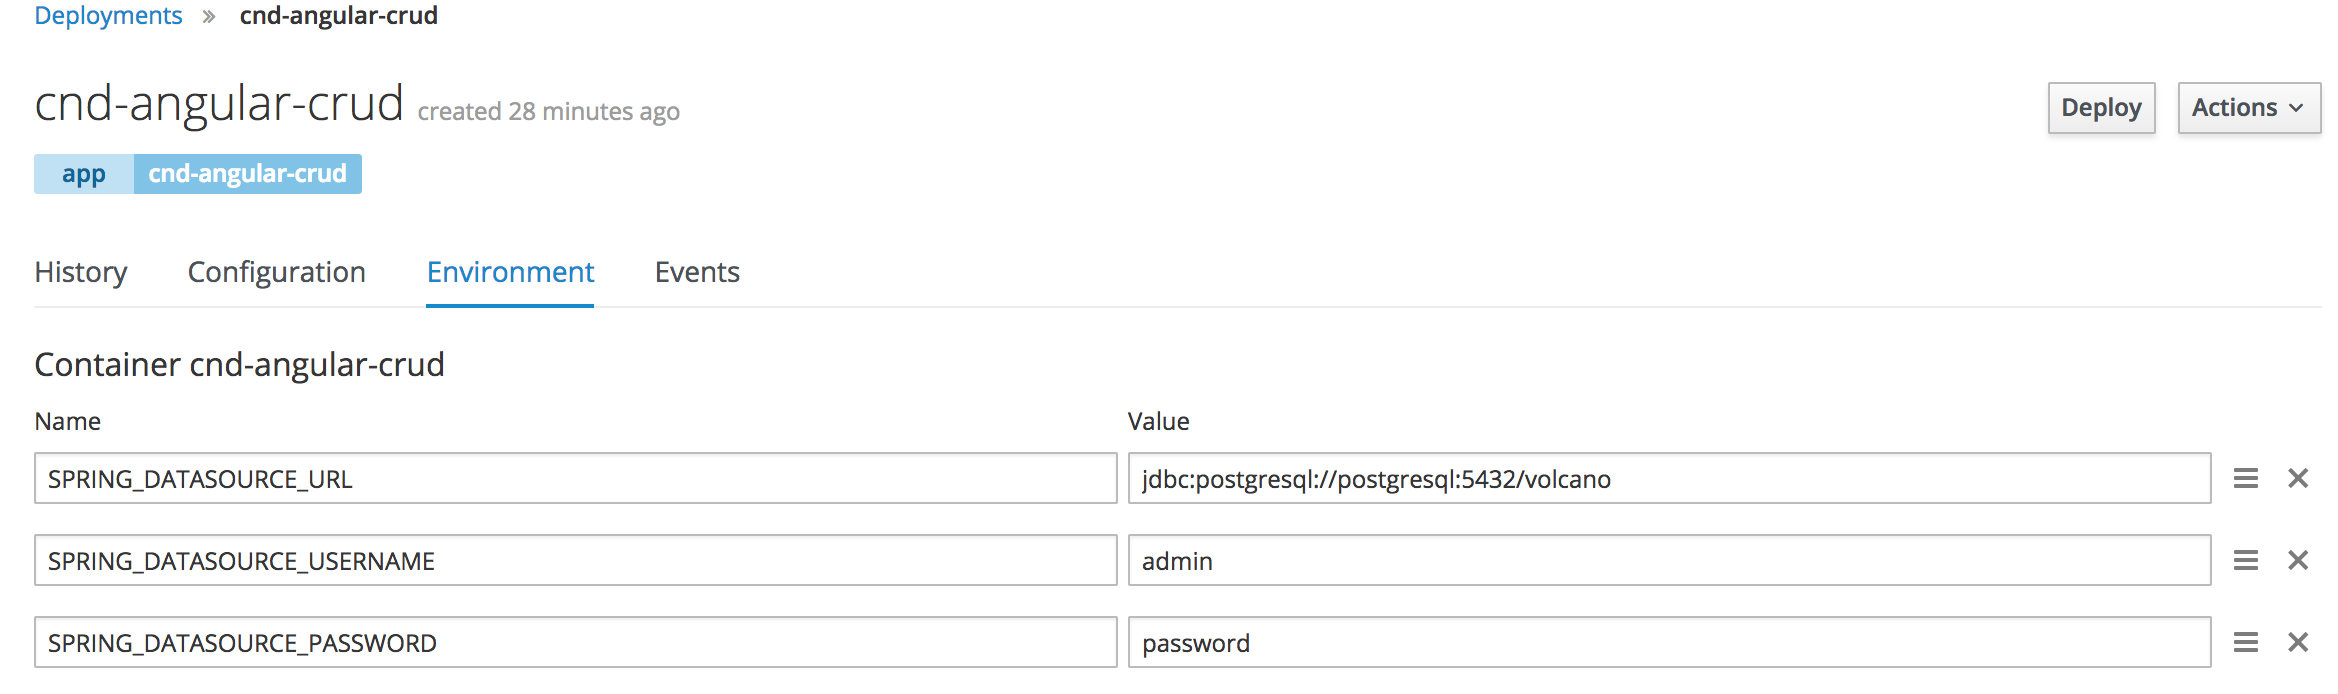 Deployments » cnd-angular-crud
cnd-angular-crud created 28 minutes ago
Deploy Actions
app cnd-angular-crud
History Configuration Environment Events
Container cnd-angular-crud
Name Value
SPRING_DATASOURCE_URL jdbc:postgresql://postgresql:5432/volcano
SPRING_DATASOURCE_USERNAME admin
SPRING_DATASOURCE_PASSWORD password